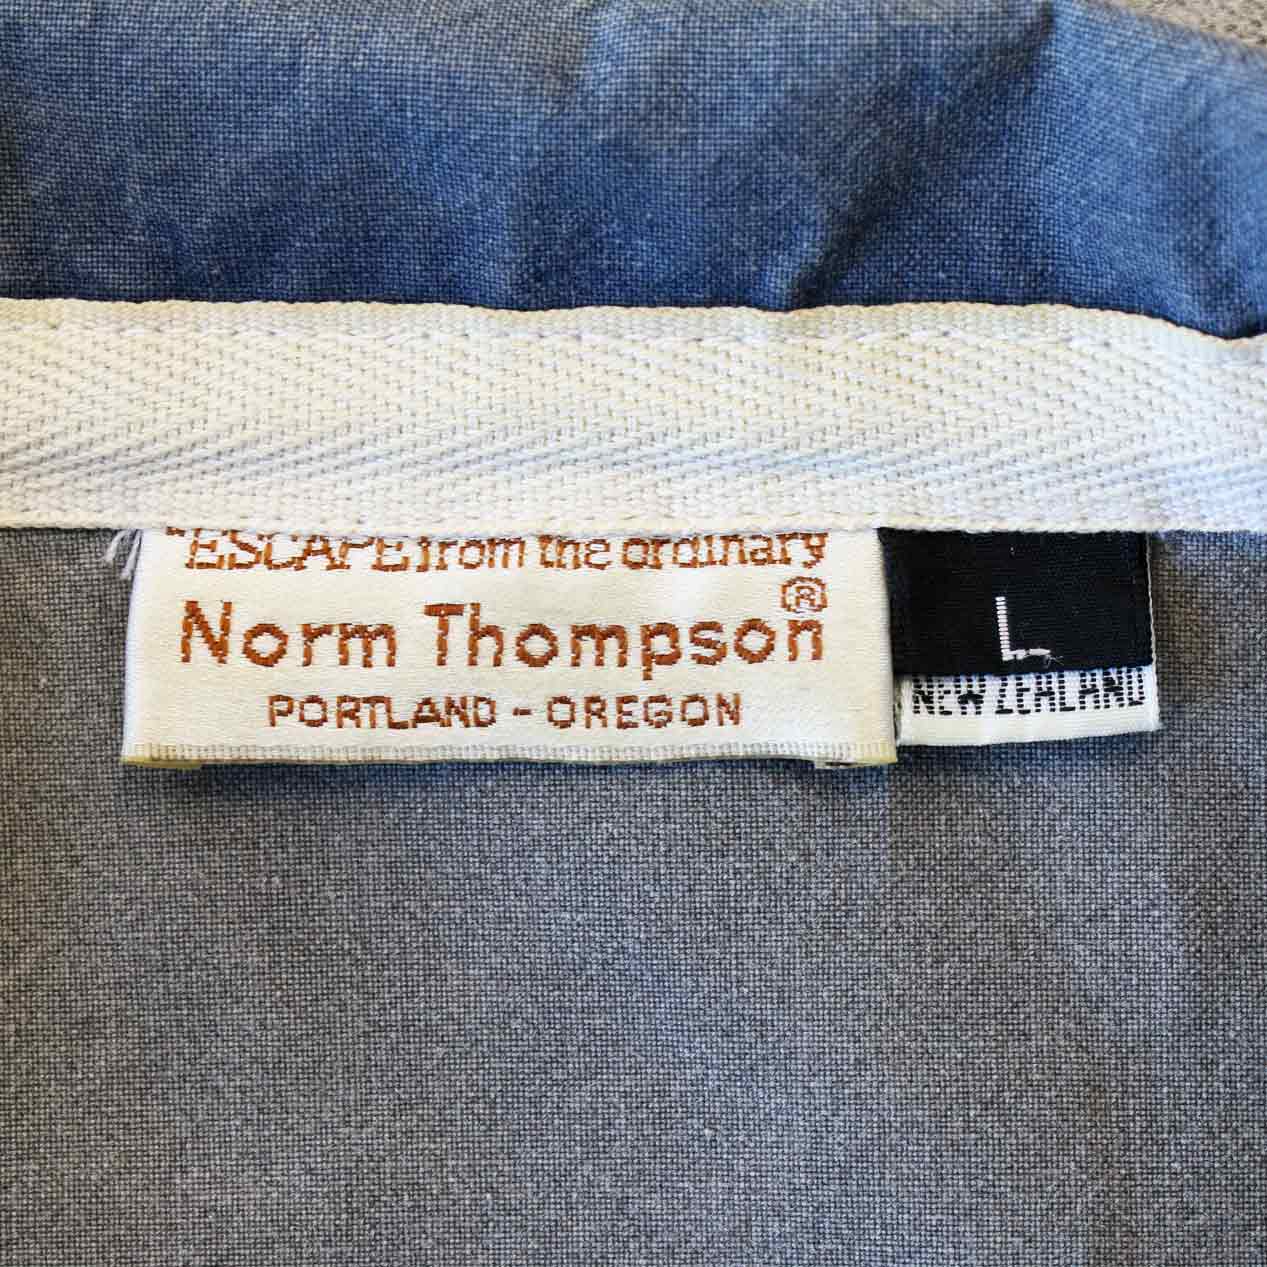 "ESCAPE from the ordinary
Norm Thompson®
PORTLAND - OREGON
L
NEW ZEALAND